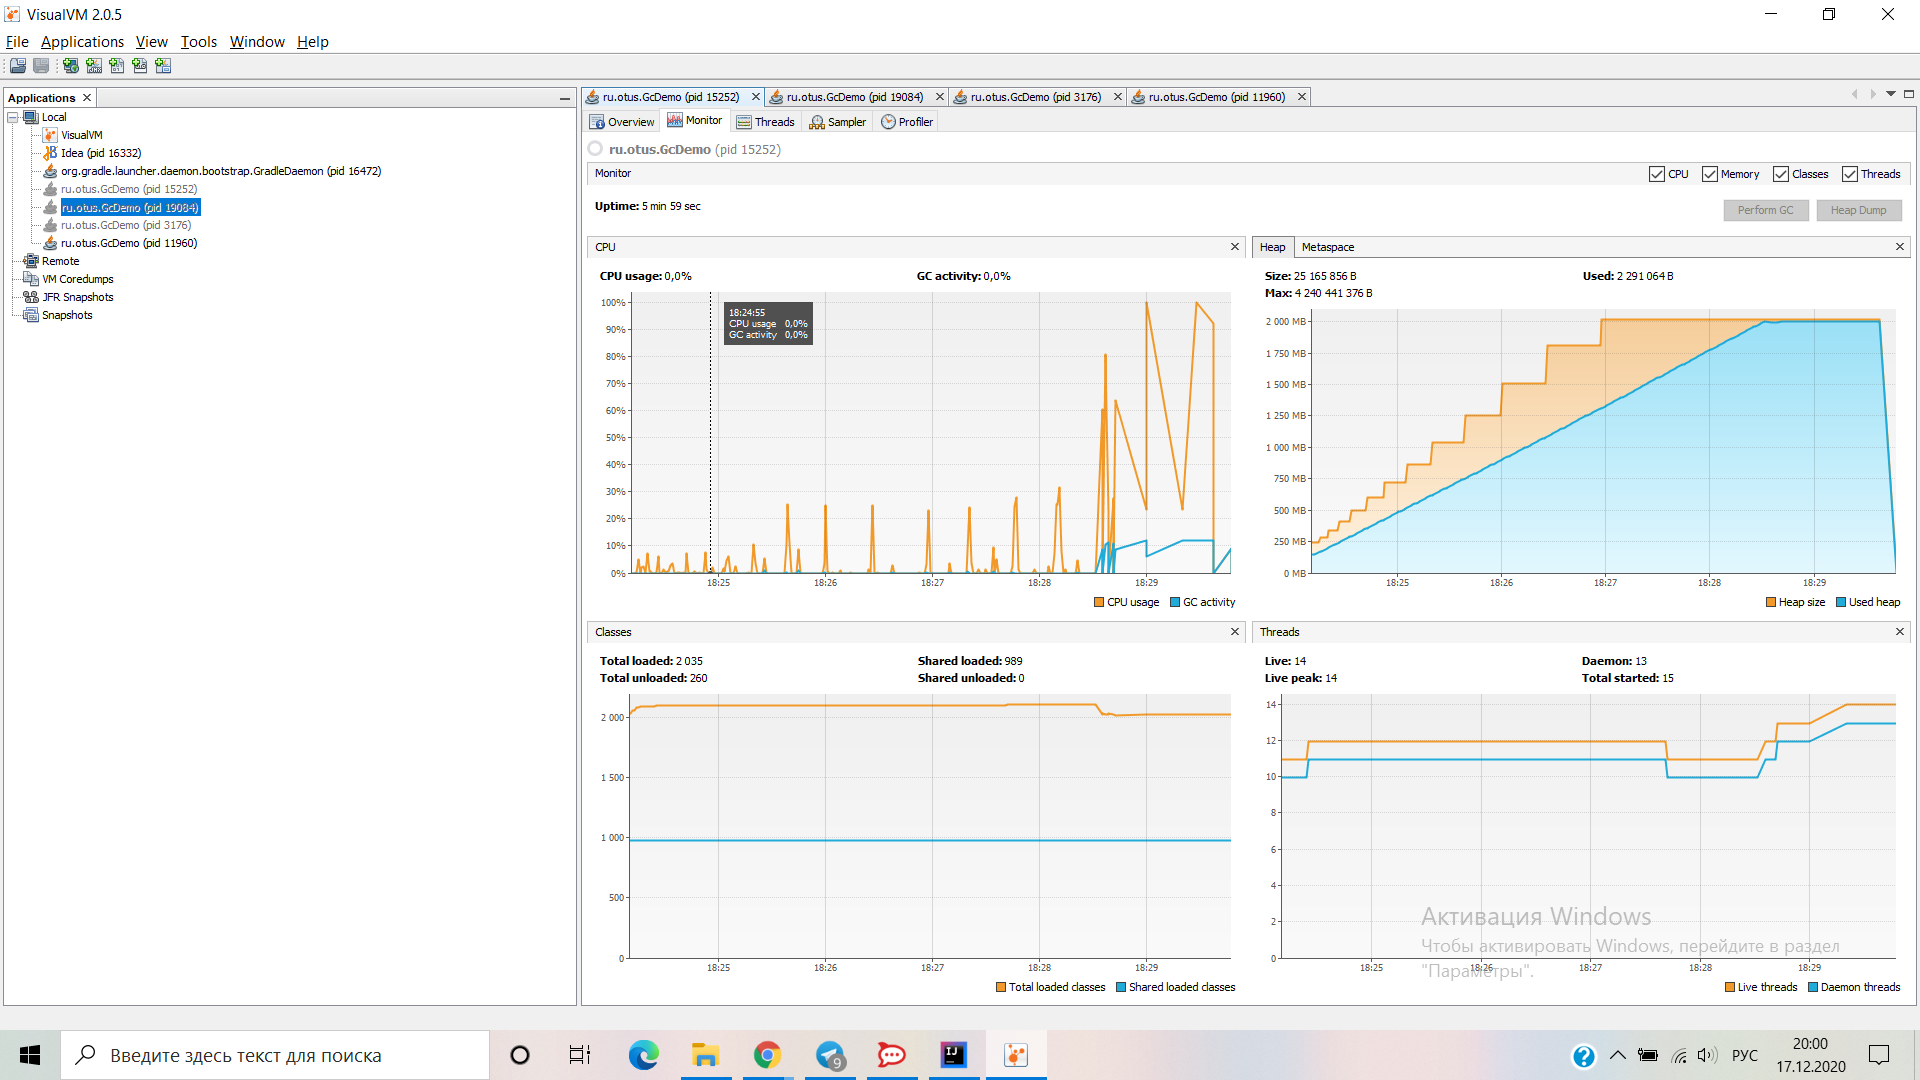 VisualVM 2.0.5
File Applications View Tools Window Help
Applications
Local
VisualVM
Idea (pid 16332)
org.gradle.launcher.daemon.bootstrap.GradleDaemon (pid 16472)
ru.otus.GcDemo (pid 15252)
ru.otus.GcDemo (pid 19084)
ru.otus.GcDemo (pid 3176)
ru.otus.GcDemo (pid 11960)
Remote
VM Coredumps
JFR Snapshots
Snapshots
ru.otus.GcDemo (pid 15252) ru.otus.GcDemo (pid 19084) ru.otus.GcDemo (pid 3176) ru.otus.GcDemo (pid 11960)
Overview Monitor Threads Sampler Profiler
ru.otus.GcDemo (pid 15252)
Monitor CPU Memory Classes Threads
Uptime: 5 min 59 sec
Perform GC Heap Dump
CPU
CPU usage: 0,0% GC activity: 0,0%
100%
90%
80%
70%
60%
50%
40%
30%
20%
10%
0%
18:24:55
CPU usage 0,0%
GC activity 0,0%
18:25 18:26 18:27 18:28 18:29
CPU usage GC activity
Heap Metaspace
Size: 25 165 856 B Used: 2 291 064 B
Max: 4 240 441 376 B
2 000 MB
1 750 MB
1 500 MB
1 250 MB
1 000 MB
750 MB
500 MB
250 MB
0 MB
18:25 18:26 18:27 18:28 18:29
Heap size Used heap
Classes
Total loaded: 2 035 Shared loaded: 989
Total unloaded: 260 Shared unloaded: 0
2 000
1 500
1 000
500
0
18:25 18:26 18:27 18:28 18:29
Total loaded classes Shared loaded classes
Threads
Live: 14 Daemon: 13
Live peak: 14 Total started: 15
14
12
10
8
6
4
2
0
18:25 18:26 18:27 18:28 18:29
Live threads Daemon threads
Активация Windows
Чтобы активировать Windows, перейдите в раздел
"Параметры".
Введите здесь текст для поиска
9
IJ
РУС
20:00
17.12.2020